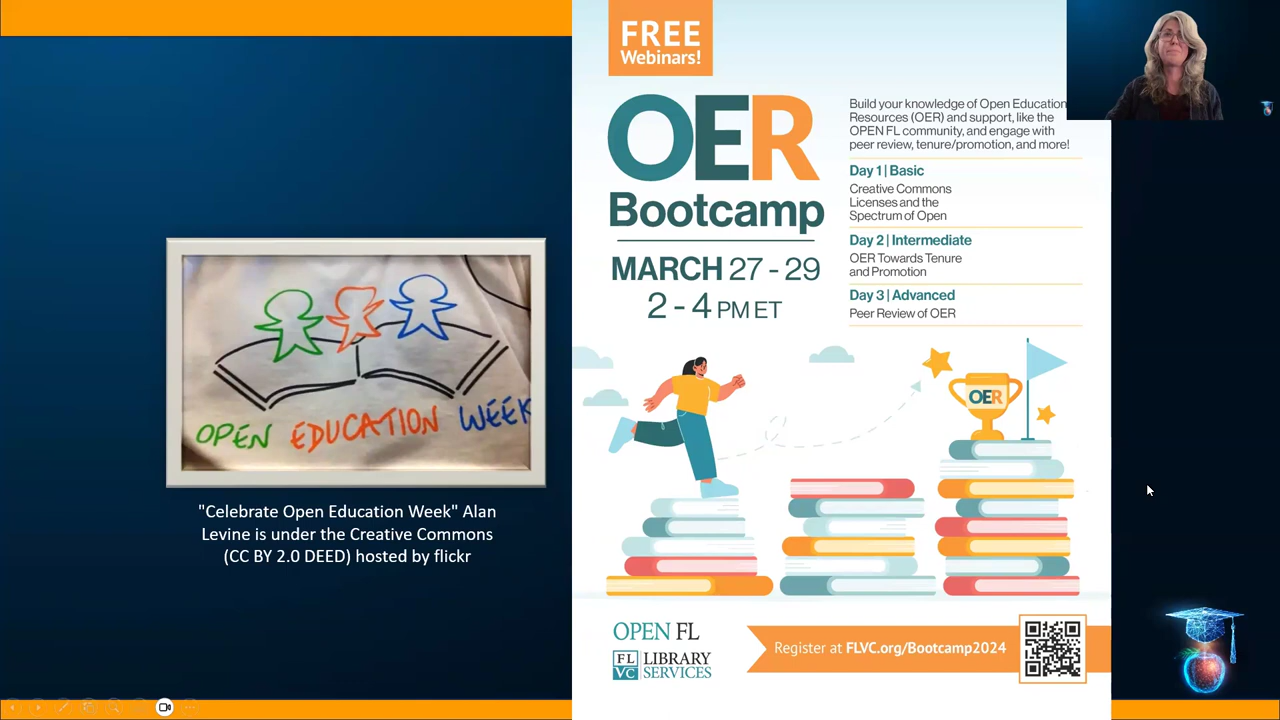 OPEN EDUCATION WEEK
"Celebrate Open Education Week" Alan
Levine is under the Creative Commons
(CC BY 2.0 DEED) hosted by flickr
FREE
Webinars!
OER
Bootcamp
MARCH 27 - 29
2 - 4 PM ET
Build your knowledge of Open Education
Resources (OER) and support, like the
OPEN FL community, and engage with
peer review, tenure/promotion, and more!
Day 1 | Basic
Creative Commons
Licenses and the
Spectrum of Open
Day 2 | Intermediate
OER Towards Tenure
and Promotion
Day 3 | Advanced
Peer Review of OER
OER
OPEN FL
FL
VC
LIBRARY
SERVICES
Register at FLVC.org/Bootcamp2024